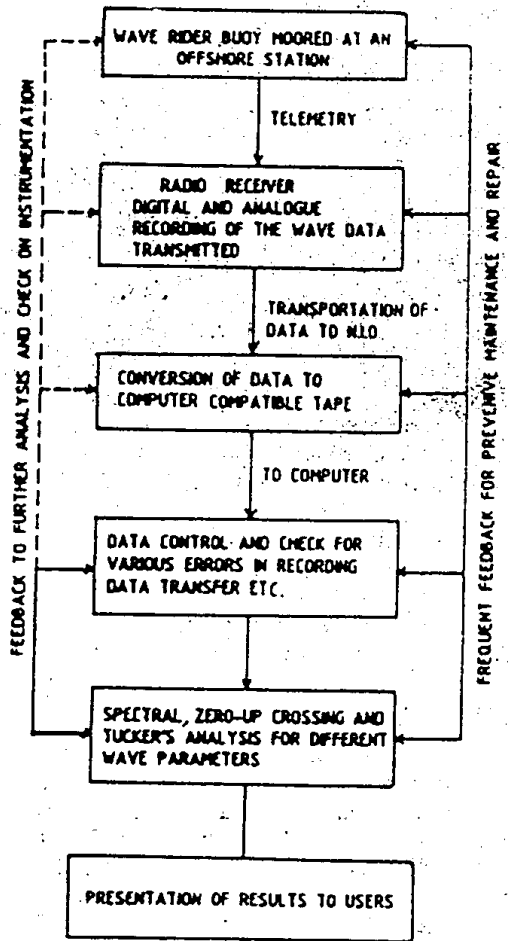 WAVE RIDER BUOY MOORED AT AN
OFFSHORE STATION
TELEMETRY
RADIO RECEIVER
DIGITAL AND ANALOGUE
RECORDING OF THE WAVE DATA
TRANSMITTED
TRANSPORTATION OF
DATA TO N.I.O
CONVERSION OF DATA TO
COMPUTER COMPATIBLE TAPE
TO COMPUTER
DATA CONTROL AND CHECK FOR
VARIOUS ERRORS IN RECORDING
DATA TRANSFER ETC.
SPECTRAL, ZERO-UP CROSSING AND
TUCKER'S ANALYSIS FOR DIFFERENT
WAVE PARAMETERS
PRESENTATION OF RESULTS TO USERS
FEEDBACK TO FURTHER ANALYSIS AND CHECK ON INSTRUMENTATION
FREQUENT FEEDBACK FOR PREVENIVE MAINTENANCE AND REPAIR